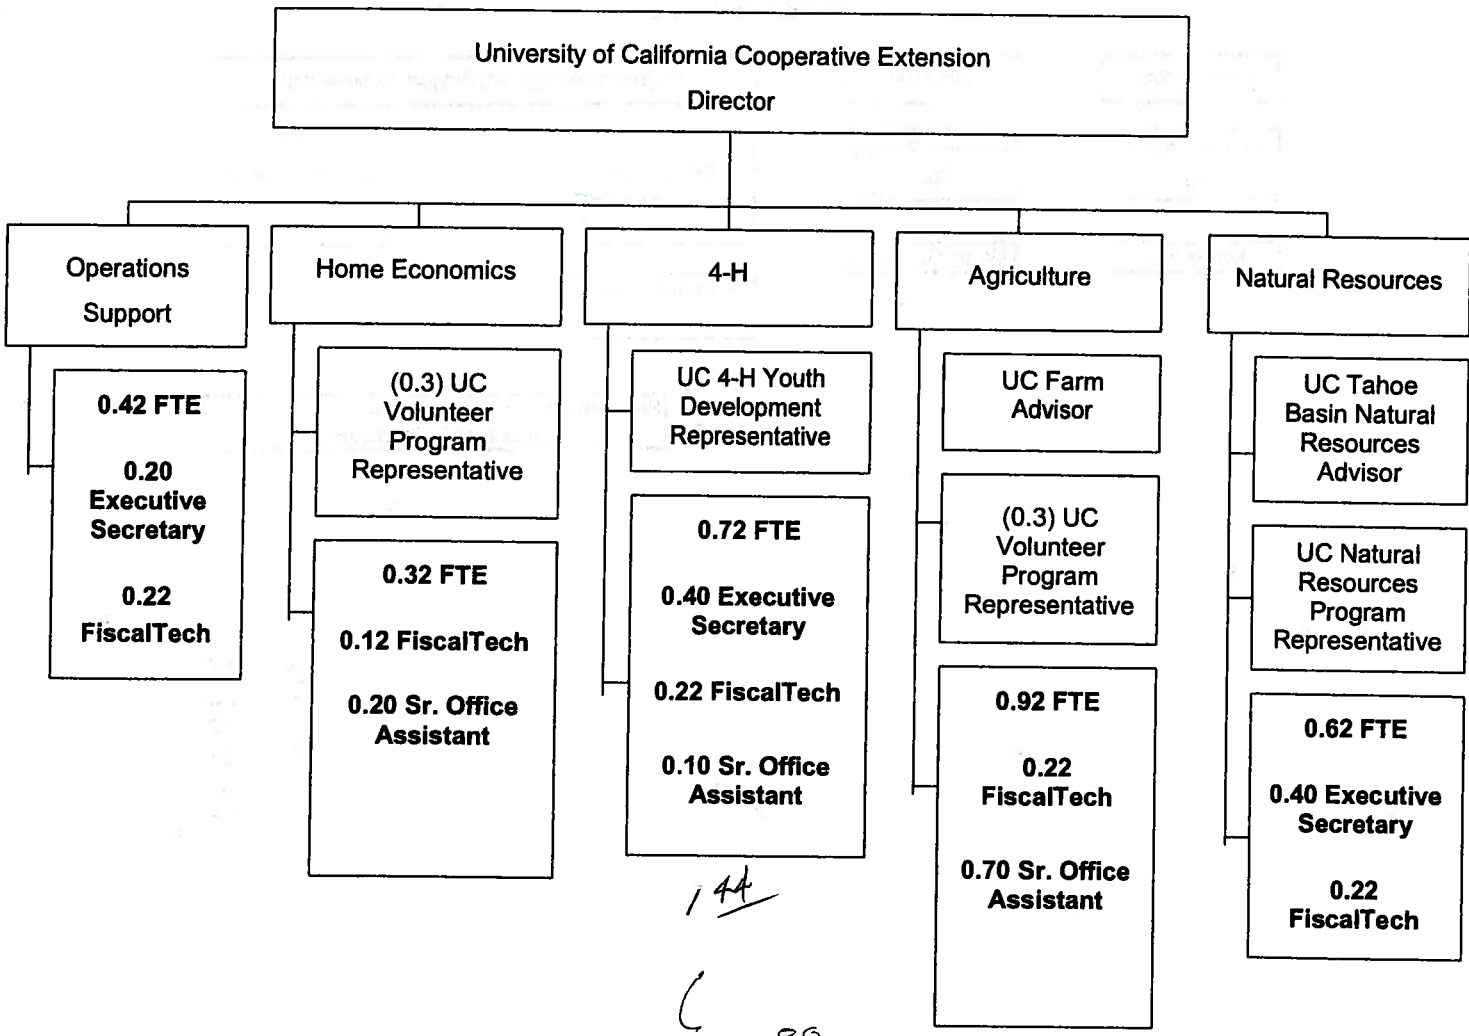 University of California Cooperative Extension
Director
Operations
Support
0.42 FTE
0.20
Executive
Secretary
0.22
FiscalTech
Home Economics
(0.3) UC
Volunteer
Program
Representative
0.32 FTE
0.12 FiscalTech
0.20 Sr. Office
Assistant
4-H
UC 4-H Youth
Development
Representative
0.72 FTE
0.40 Executive
Secretary
0.22 FiscalTech
0.10 Sr. Office
Assistant
Agriculture
UC Farm
Advisor
(0.3) UC
Volunteer
Program
Representative
0.92 FTE
0.22
FiscalTech
0.70 Sr. Office
Assistant
Natural Resources
UC Tahoe
Basin Natural
Resources
Advisor
UC Natural
Resources
Program
Representative
0.62 FTE
0.40 Executive
Secretary
0.22
FiscalTech